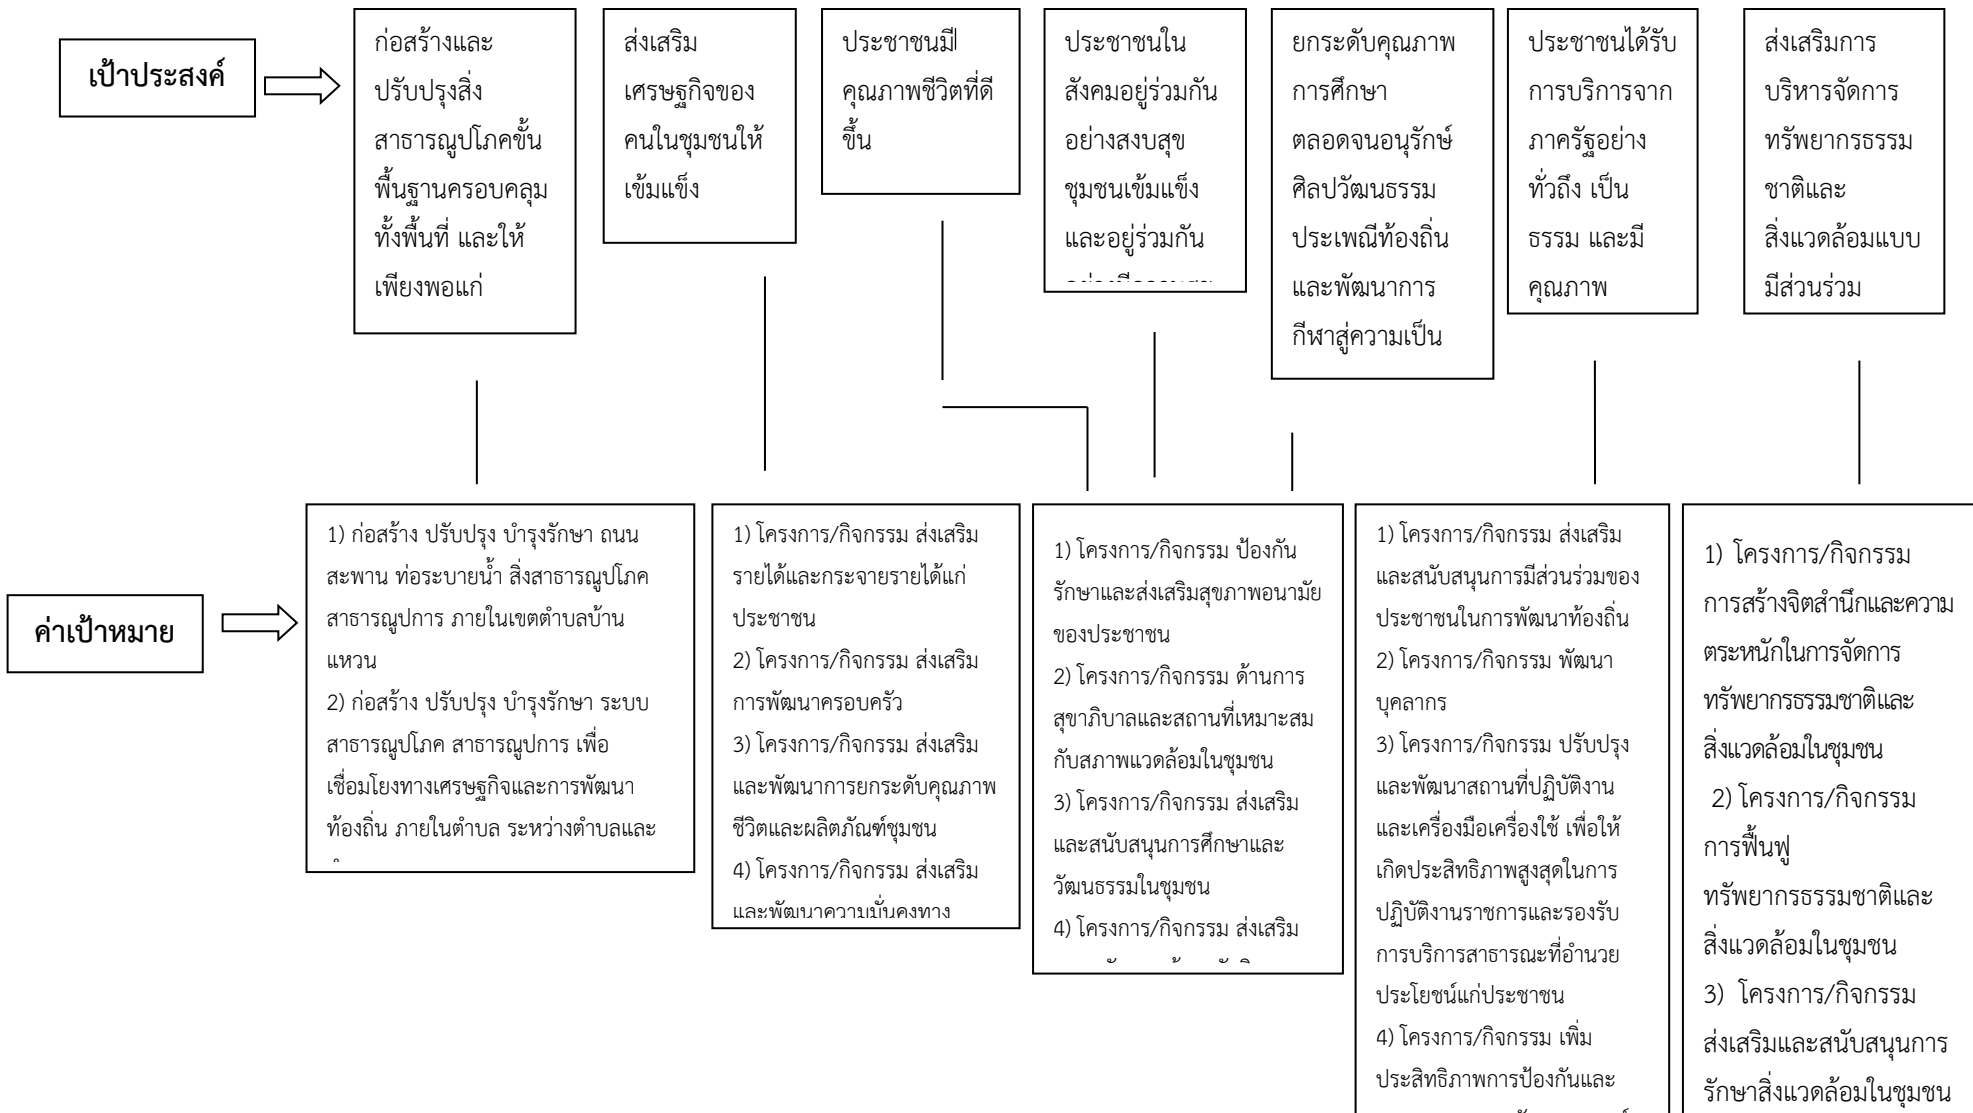 เป้าประสงค์
ก่อสร้างและ
ปรับปรุงสิ่ง
สาธารณูปโภคขั้น
พื้นฐานครอบคลุม
ทั้งพื้นที่ และให้
เพียงพอแก่
ส่งเสริม
เศรษฐกิจของ
คนในชุมชนให้
เข้มแข็ง
ประชาชนมี
คุณภาพชีวิตที่ดี
ขึ้น
ประชาชนใน
สังคมอยู่ร่วมกัน
อย่างสงบสุข
ชุมชนเข้มแข็ง
และอยู่ร่วมกัน
ยกระดับคุณภาพ
การศึกษา
ตลอดจนอนุรักษ์
ศิลปวัฒนธรรม
ประเพณีท้องถิ่น
และพัฒนาการ
กีฬาสู่ความเป็น
ประชาชนได้รับ
การบริการจาก
ภาครัฐอย่าง
ทั่วถึง เป็น
ธรรม และมี
คุณภาพ
ส่งเสริมการ
บริหารจัดการ
ทรัพยากรธรรม
ชาติและ
สิ่งแวดล้อมแบบ
มีส่วนร่วม
ค่าเป้าหมาย
1) ก่อสร้าง ปรับปรุง บำรุงรักษา ถนน
สะพาน ท่อระบายน้ำ สิ่งสาธารณูปโภค
สาธารณูปการ ภายในเขตตำบลบ้าน
แหวน
2) ก่อสร้าง ปรับปรุง บำรุงรักษา ระบบ
สาธารณูปโภค สาธารณูปการ เพื่อ
เชื่อมโยงทางเศรษฐกิจและการพัฒนา
ท้องถิ่น ภายในตำบล ระหว่างตำบลและ
1) โครงการ/กิจกรรม ส่งเสริม
รายได้และกระจายรายได้แก่
ประชาชน
2) โครงการ/กิจกรรม ส่งเสริม
การพัฒนาครอบครัว
3) โครงการ/กิจกรรม ส่งเสริม
และพัฒนาการยกระดับคุณภาพ
ชีวิตและผลิตภัณฑ์ชุมชน
4) โครงการ/กิจกรรม ส่งเสริม
และพัฒนาความมั่นคงทาง
1) โครงการ/กิจกรรม ป้องกัน
รักษาและส่งเสริมสุขภาพอนามัย
ของประชาชน
2) โครงการ/กิจกรรม ด้านการ
สุขาภิบาลและสถานที่เหมาะสม
กับสภาพแวดล้อมในชุมชน
3) โครงการ/กิจกรรม ส่งเสริม
และสนับสนุนการศึกษาและ
วัฒนธรรมในชุมชน
4) โครงการ/กิจกรรม ส่งเสริม
1) โครงการ/กิจกรรม ส่งเสริม
และสนับสนุนการมีส่วนร่วมของ
ประชาชนในการพัฒนาท้องถิ่น
2) โครงการ/กิจกรรม พัฒนา
บุคลากร
3) โครงการ/กิจกรรม ปรับปรุง
และพัฒนาสถานที่ปฏิบัติงาน
และเครื่องมือเครื่องใช้ เพื่อให้
เกิดประสิทธิภาพสูงสุดในการ
ปฏิบัติงานราชการและรองรับ
การบริการสาธารณะที่อำนวย
ประโยชน์แก่ประชาชน
4) โครงการ/กิจกรรม เพิ่ม
ประสิทธิภาพการป้องกันและ
1) โครงการ/กิจกรรม
การสร้างจิตสำนึกและความ
ตระหนักในการจัดการ
ทรัพยากรธรรมชาติและ
สิ่งแวดล้อมในชุมชน
2) โครงการ/กิจกรรม
การฟื้นฟู
ทรัพยากรธรรมชาติและ
สิ่งแวดล้อมในชุมชน
3) โครงการ/กิจกรรม
ส่งเสริมและสนับสนุนการ
รักษาสิ่งแวดล้อมในชุมชน